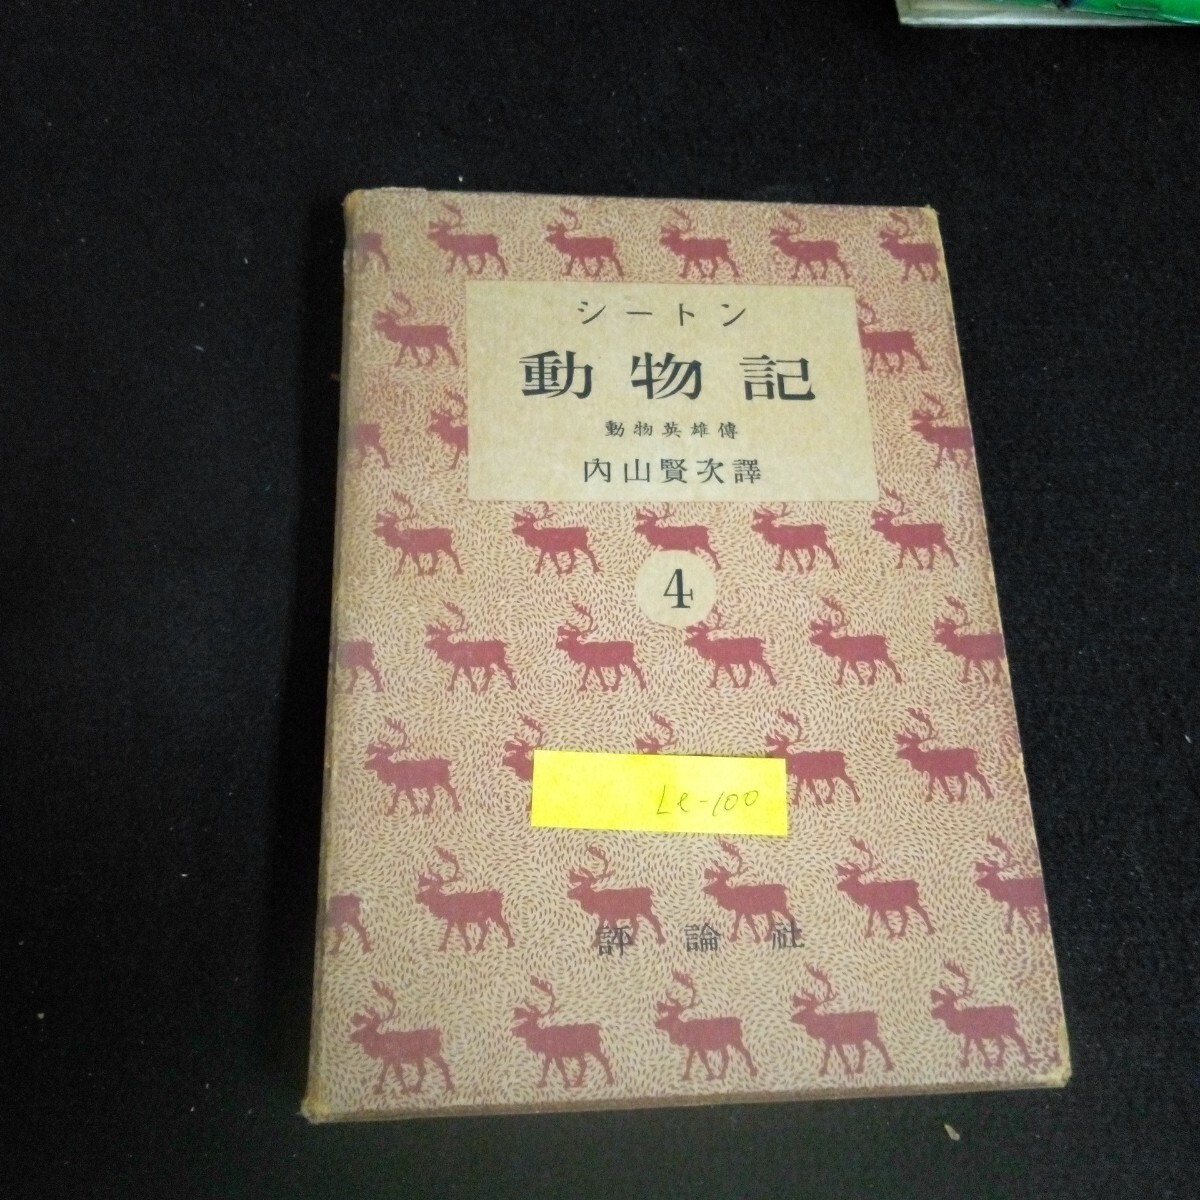 シートン
動物記
動物英雄傳
內山賢次譯
4
Le-100
評論社